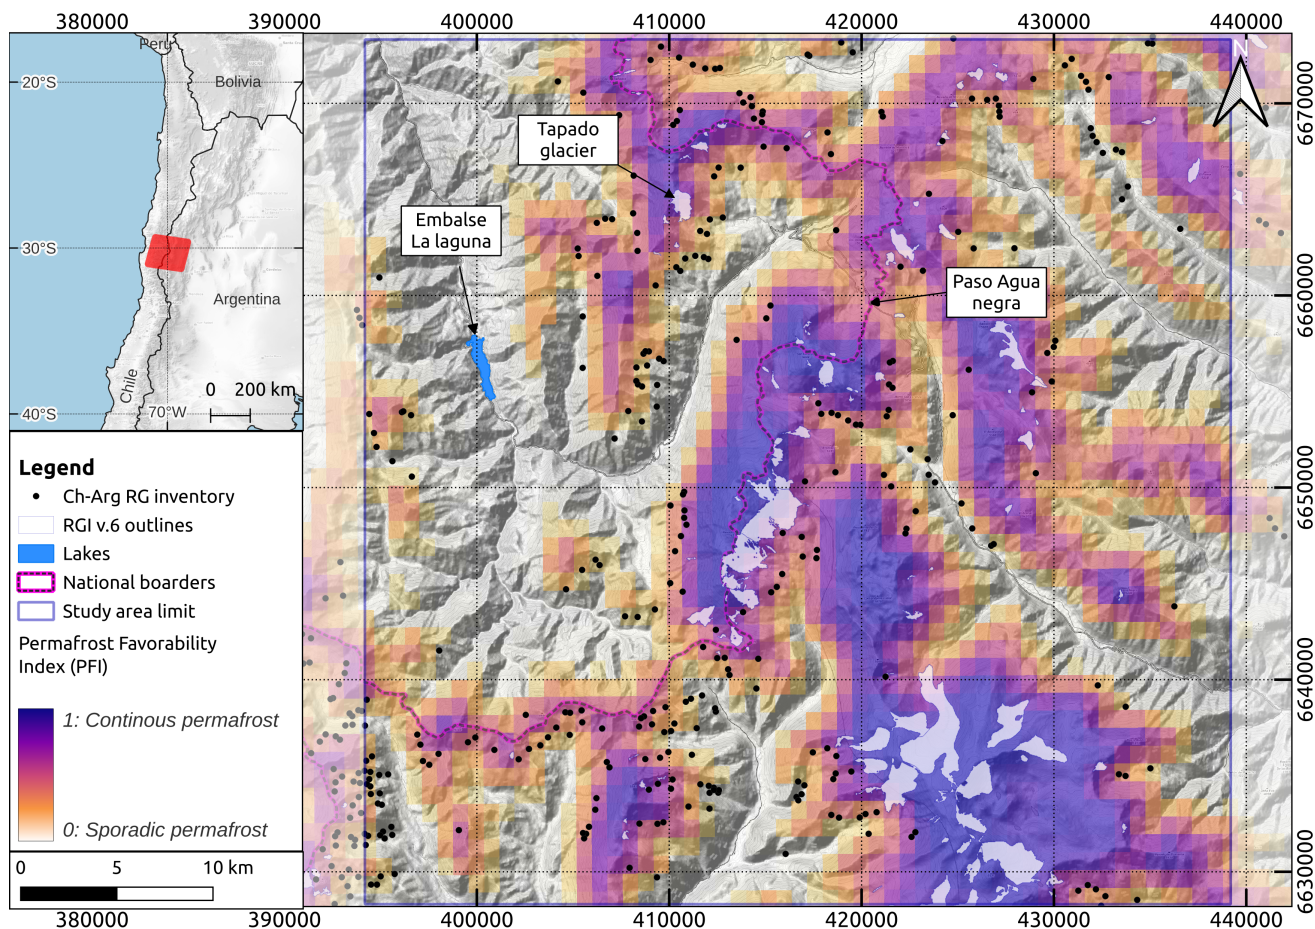 380000
390000
400000
410000
420000
430000
440000
Peru
Bolivia
20°S
30°S
40°S
Argentina
Chile
70°W
0 200 km
N
Tapado
glacier
Embalse
La laguna
Paso Agua
negra
6670000
6660000
6650000
6640000
6630000
Legend
Ch-Arg RG inventory
RGI v.6 outlines
Lakes
National boarders
Study area limit
Permafrost Favorability
Index (PFI)
1: Continous permafrost
0: Sporadic permafrost
0 5 10 km
380000
390000
400000
410000
420000
430000
440000